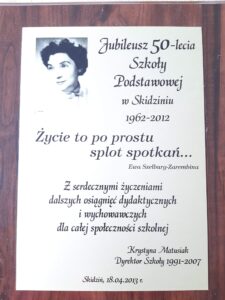 Jubileusz 50-lecia
Szkoły
Podstawowej
w Skidziniu
1962-2012
Życie to po prostu
splot spotkań...
Ewa Szelburg-Zarembina
Z serdecznymi życzeniami
dalszych osiągnięć dydaktycznych
i wychowawczych
dla całej społeczności szkolnej
Krystyna Matusiak
Dyrektor Szkoły 1991-2007
Skidziń, 18.04.2013 r.